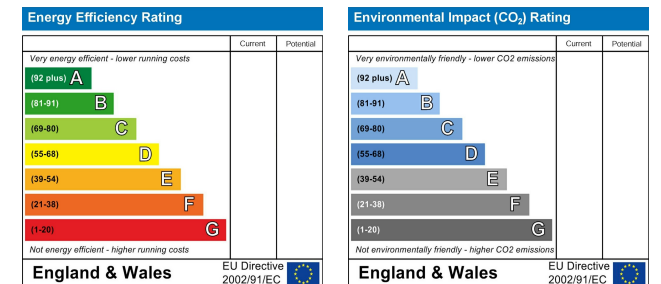 Energy Efficiency Rating
Current Potential
Very energy efficient - lower running costs
(92 plus) A
(81-91) B
(69-80) C
(55-68) D
(39-54) E
(21-38) F
(1-20) G
Not energy efficient - higher running costs
England & Wales
EU Directive
2002/91/EC
Environmental Impact (CO₂) Rating
Current Potential
Very environmentally friendly - lower CO2 emissions
(92 plus) A
(81-91) B
(69-80) C
(55-68) D
(39-54) E
(21-38) F
(1-20) G
Not environmentally friendly - higher CO2 emissions
England & Wales
EU Directive
2002/91/EC